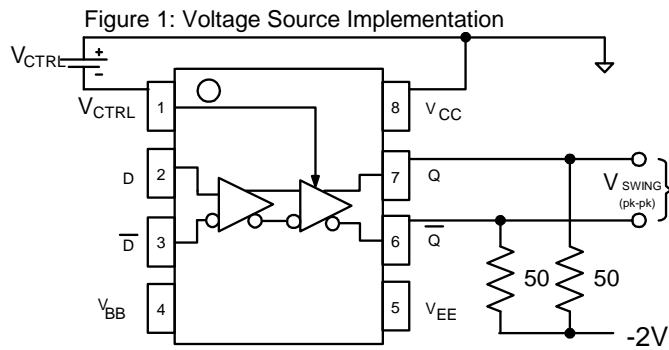 Figure 1: Voltage Source Implementation
VCTRL
+
-
VCTRL
1
8
VCC
D
2
7
Q
VSWING
(pk-pk)
D̅
3
6
Q̅
50
50
VBB
4
5
VEE
-2V